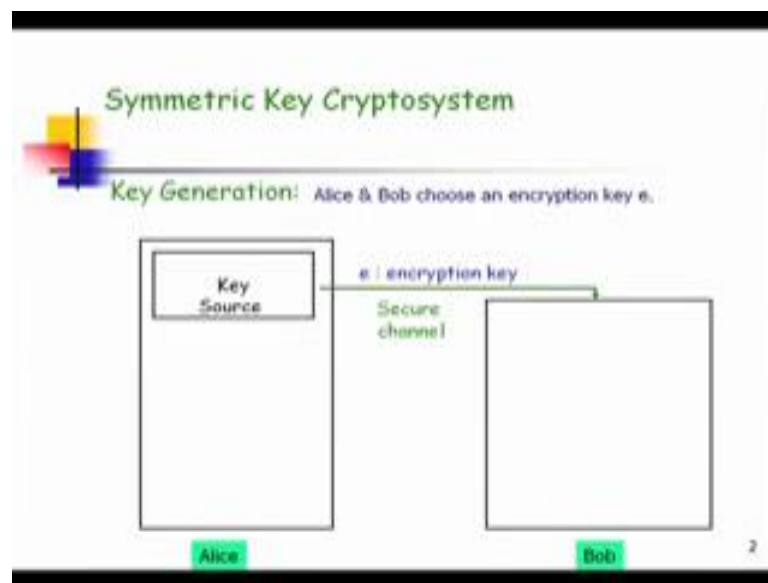 Symmetric Key Cryptosystem
Key Generation: Alice & Bob choose an encryption key e.
Key
Source
e : encryption key
Secure
channel
Alice
Bob
2